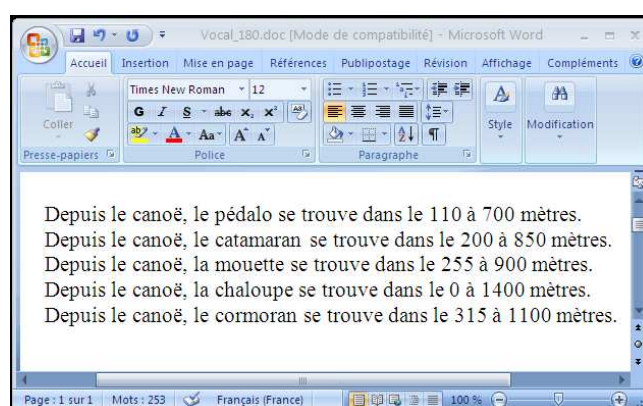 Vocal_180.doc [Mode de compatibilité] - Microsoft Word
Accueil Insertion Mise en page Références Publipostage Révision Affichage Compléments
Times New Roman 12
Coller
G I S abc x₂ x²
ab A Aa A A
Style Modification
Presse-papiers Police Paragraphe
Depuis le canoë, le pédalo se trouve dans le 110 à 700 mètres.
Depuis le canoë, le catamaran se trouve dans le 200 à 850 mètres.
Depuis le canoë, la mouette se trouve dans le 255 à 900 mètres.
Depuis le canoë, la chaloupe se trouve dans le 0 à 1400 mètres.
Depuis le canoë, le cormoran se trouve dans le 315 à 1100 mètres.
Page : 1 sur 1 Mots : 253 Français (France) 100 %